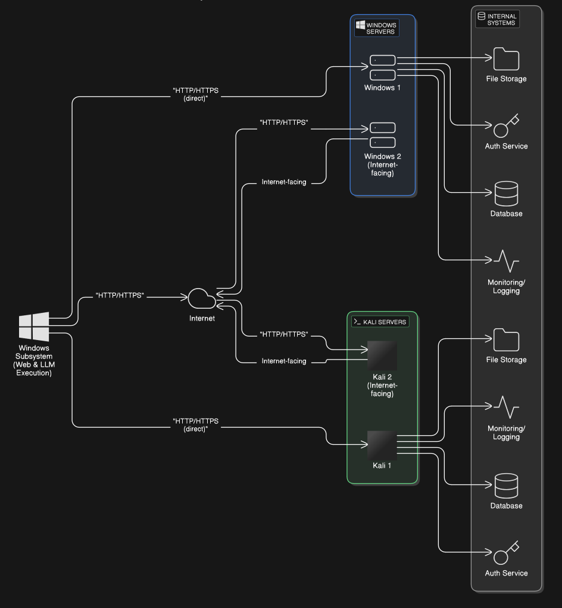 INTERNAL
SYSTEMS
WINDOWS
SERVERS
File Storage
Windows 1
"HTTP/HTTPS
(direct)"
"HTTP/HTTPS"
Auth Service
Windows 2
(Internet-
facing)
Internet-facing
Database
Monitoring/
Logging
"HTTP/HTTPS"
Internet
KALI SERVERS
"HTTP/HTTPS"
Internet-facing
File Storage
Windows
Subsystem
(Web & LLM
Execution)
Kali 2
(Internet-
facing)
Monitoring/
Logging
"HTTP/HTTPS
(direct)"
Kali 1
Database
Auth Service